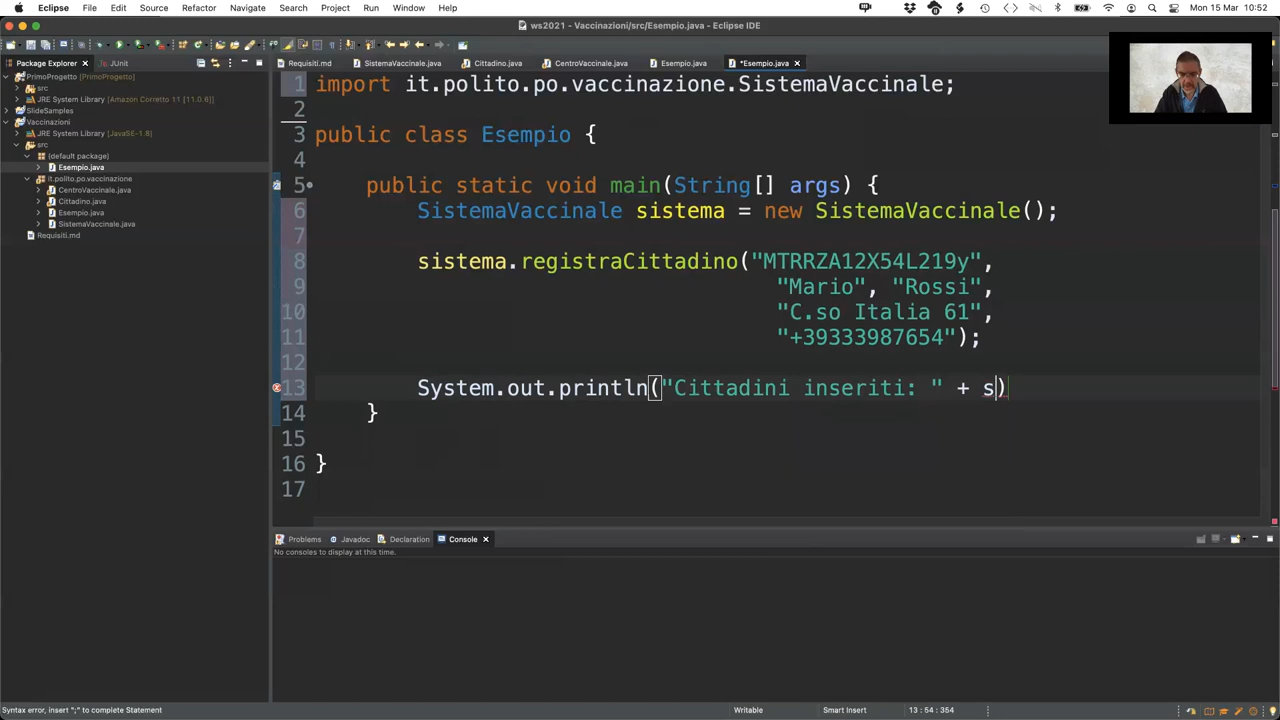 Eclipse File Edit Source Refactor Navigate Search Project Run Window Help Mon 15 Mar 10:52
ws2021 - Vaccinazioni/src/Esempio.java - Eclipse IDE
Package Explorer JUnit Requisiti.md SistemaVaccinale.java Cittadino.java CentroVaccinale.java Esempio.java *Esempio.java
PrimoProgetto [PrimoProgetto]
src
JRE System Library [Amazon Corretto 11 [11.0.6]]
SlideSamples
Vaccinazioni
JRE System Library [JavaSE-1.8]
src
(default package)
Esempio.java
it.polito.po.vaccinazione
CentroVaccinale.java
Cittadino.java
Esempio.java
SistemaVaccinale.java
Requisiti.md
1 import it.polito.po.vaccinazione.SistemaVaccinale;
2
3 public class Esempio {
4
5 public static void main(String[] args) {
6 SistemaVaccinale sistema = new SistemaVaccinale();
7
8 sistema.registraCittadino("MTRRZA12X54L219y",
9 "Mario", "Rossi",
10 "C.so Italia 61",
11 "+39333987654");
12
13 System.out.println("Cittadini inseriti: " + s)
14 }
15
16 }
17
Problems Javadoc Declaration Console
No consoles to display at this time.
Syntax error, insert ";" to complete Statement Writable Smart Insert 13 : 54 : 354